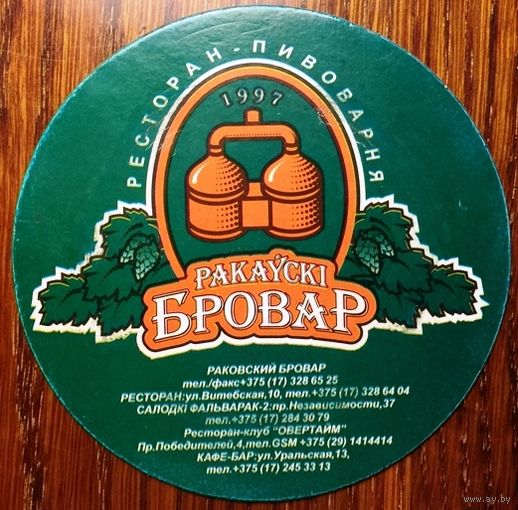 РЕСТОРАН - ПИВОВАРНЯ
1997
РАКАЎСКІ
БРОВАР
РАКОВСКИЙ БРОВАР
тел./факс+375 (17) 328 65 25
РЕСТОРАН:ул.Витебская,10, тел.+375 (17) 328 64 04
САЛОДКІ ФАЛЬВАРАК-2:пр.Независимости,37
тел.+375 (17) 284 30 79
Ресторан-клуб "ОВЕРТАЙМ"
Пр.Победителей,4,тел.GSM +375 (29) 1414414
КАФЕ-БАР:ул.Уральская,13,
тел.+375 (17) 245 33 13
www.ay.by